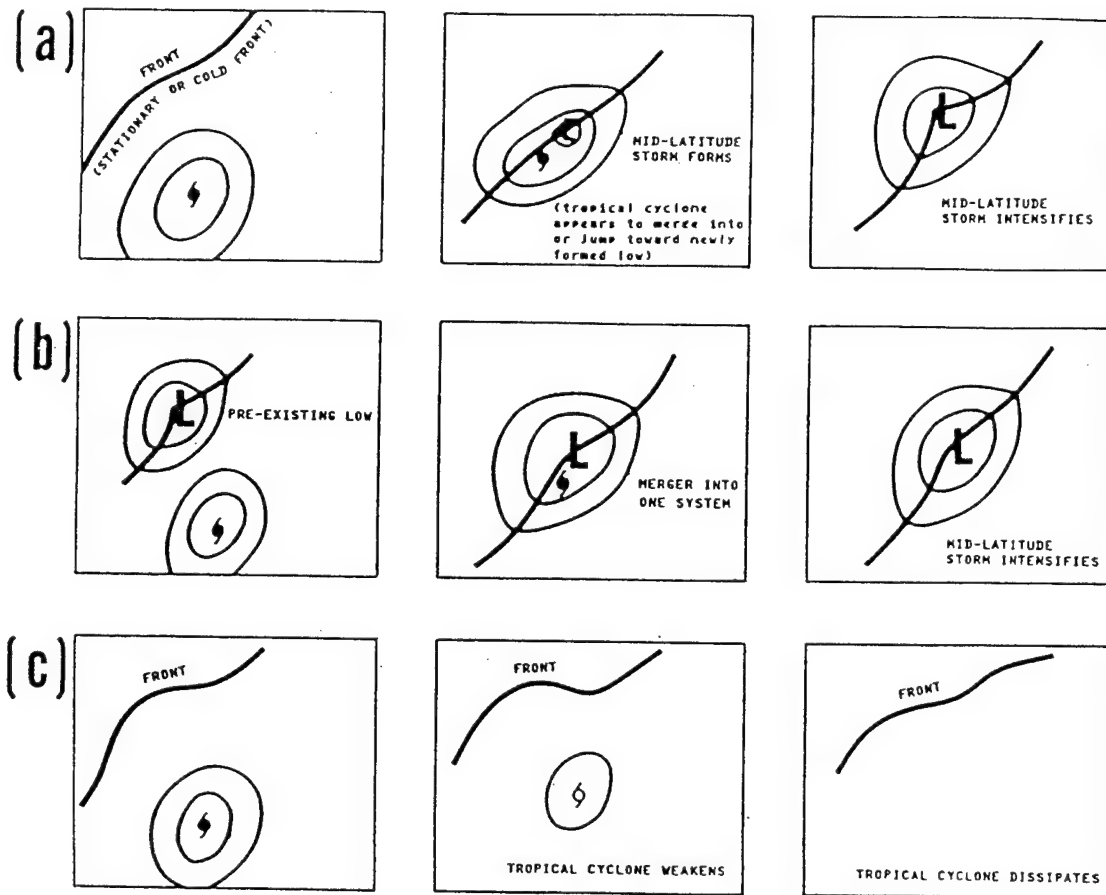 (a)
FRONT
(STATIONARY OR COLD FRONT)
MID-LATITUDE
STORM FORMS
(tropical cyclone
appears to merge into
or jump toward newly
formed low)
L
MID-LATITUDE
STORM INTENSIFIES
(b)
L
PRE-EXISTING LOW
L
MERGER INTO
ONE SYSTEM
L
MID-LATITUDE
STORM INTENSIFIES
(c)
FRONT
FRONT
TROPICAL CYCLONE WEAKENS
FRONT
TROPICAL CYCLONE DISSIPATES